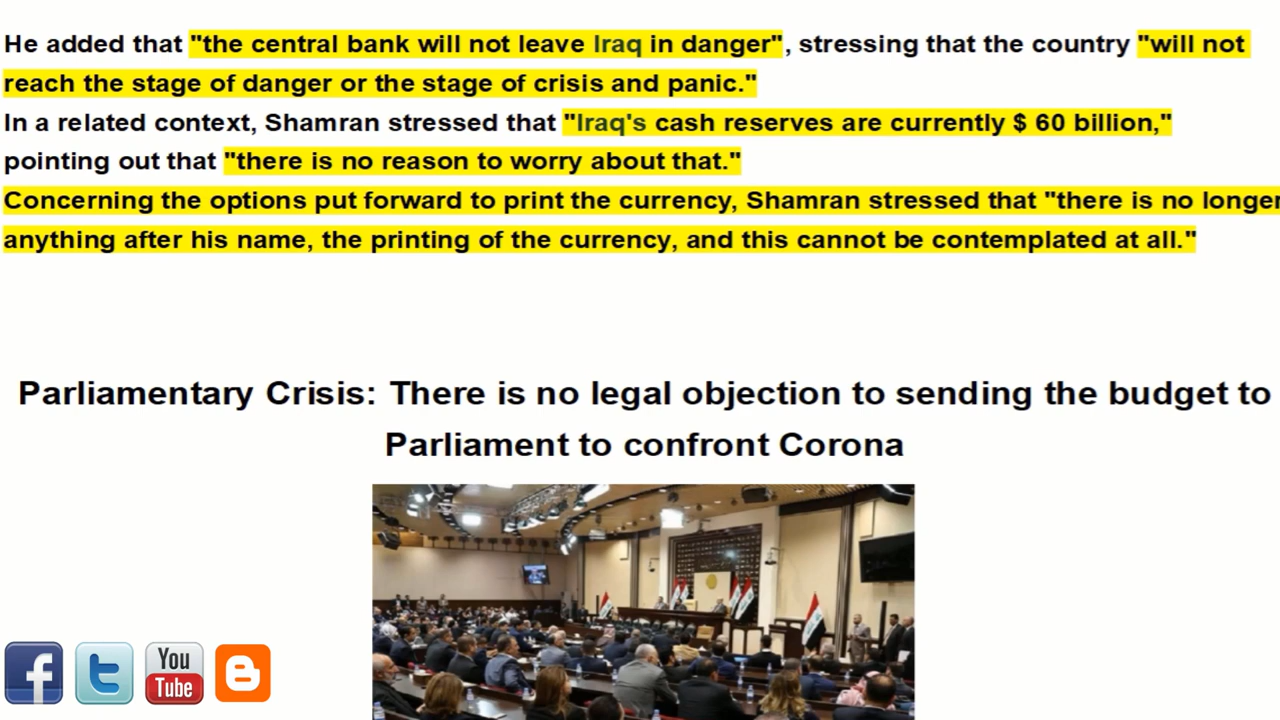 He added that "the central bank will not leave Iraq in danger", stressing that the country "will not
reach the stage of danger or the stage of crisis and panic."
In a related context, Shamran stressed that "Iraq's cash reserves are currently $ 60 billion,"
pointing out that "there is no reason to worry about that."
Concerning the options put forward to print the currency, Shamran stressed that "there is no longer
anything after his name, the printing of the currency, and this cannot be contemplated at all."
Parliamentary Crisis: There is no legal objection to sending the budget to
Parliament to confront Corona
You
Tube